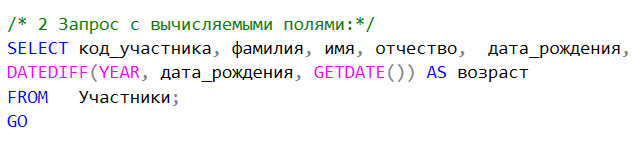 /* 2 Запрос с вычисляемыми полями:*/
SELECT код_участника, фамилия, имя, отчество,  дата_рождения,
DATEDIFF(YEAR, дата_рождения, GETDATE()) AS возраст
FROM   Участники;
GO